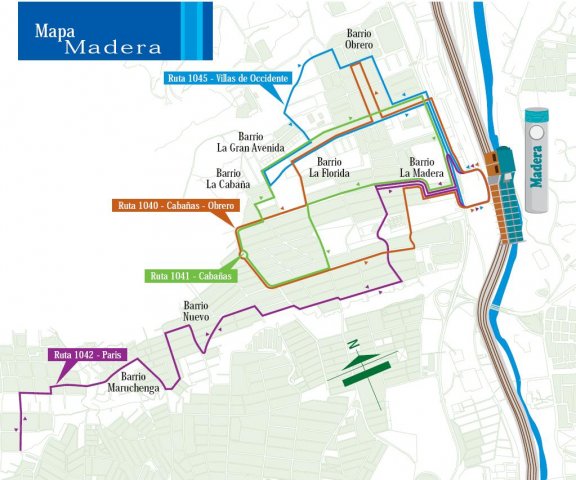 Mapa
Madera
Barrio
Obrero
Ruta 1045 - Villas de Occidente
Barrio
La Gran Avenida
Barrio
La Cabaña
Barrio
La Florida
Barrio
La Madera
Madera
Ruta 1040 - Cabañas - Obrero
Ruta 1041 - Cabañas
Barrio
Nuevo
N
Ruta 1042 - Paris
Barrio
Maruchenga